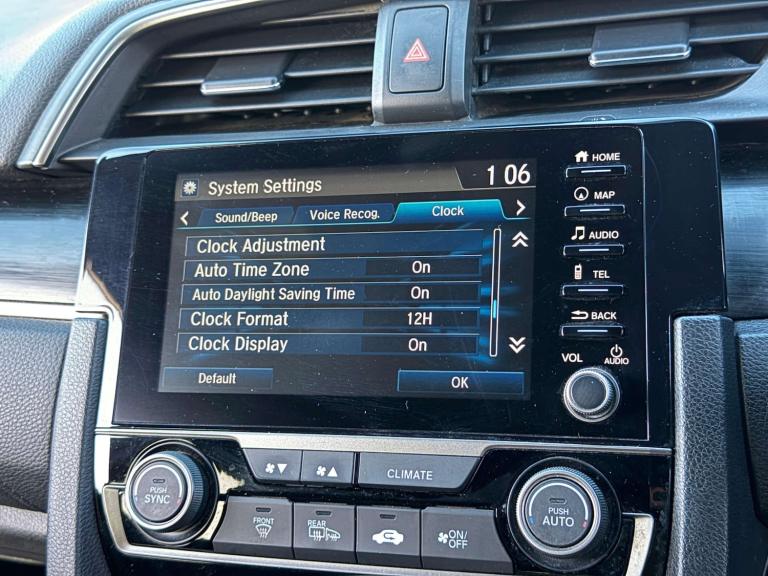 System Settings
1 06
Sound/Beep
Voice Recog.
Clock
Clock Adjustment
Auto Time Zone On
Auto Daylight Saving Time On
Clock Format 12H
Clock Display On
Default
OK
HOME
MAP
AUDIO
TEL
BACK
VOL
AUDIO
CLIMATE
PUSH
SYNC
FRONT
REAR
ON/
OFF
PUSH
AUTO